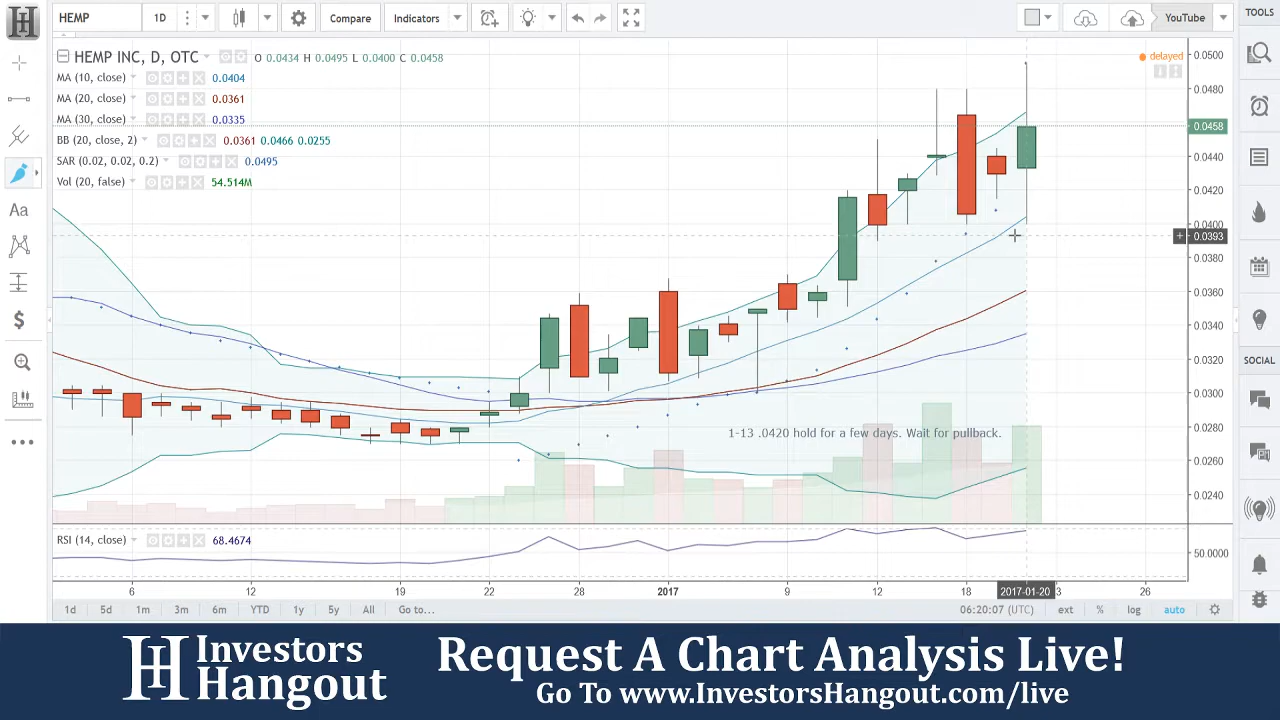 HEMP 1D Compare Indicators YouTube TOOLS
HEMP INC, D, OTC O 0.0434 H 0.0495 L 0.0400 C 0.0458 delayed
MA (10, close) 0.0404
MA (20, close) 0.0361
MA (30, close) 0.0335
BB (20, close, 2) 0.0361 0.0466 0.0255
SAR (0.02, 0.02, 0.2) 0.0495
Vol (20, false) 54.514M
Aa
$
0.0500
0.0480
0.0458
0.0440
0.0420
0.0400
+ 0.0393
0.0380
0.0360
0.0340
0.0320
0.0300
0.0280
0.0260
0.0240
SOCIAL
1-13 .0420 hold for a few days. Wait for pullback.
RSI (14, close) 68.4674
50.0000
6 12 19 22 28 2017 9 12 18 2017-01-20 3 26
1d 5d 1m 3m 6m YTD 1y 5y All Go to... 06:20:07 (UTC) ext % log auto
H Investors Hangout
Request A Chart Analysis Live!
Go To www.InvestorsHangout.com/live